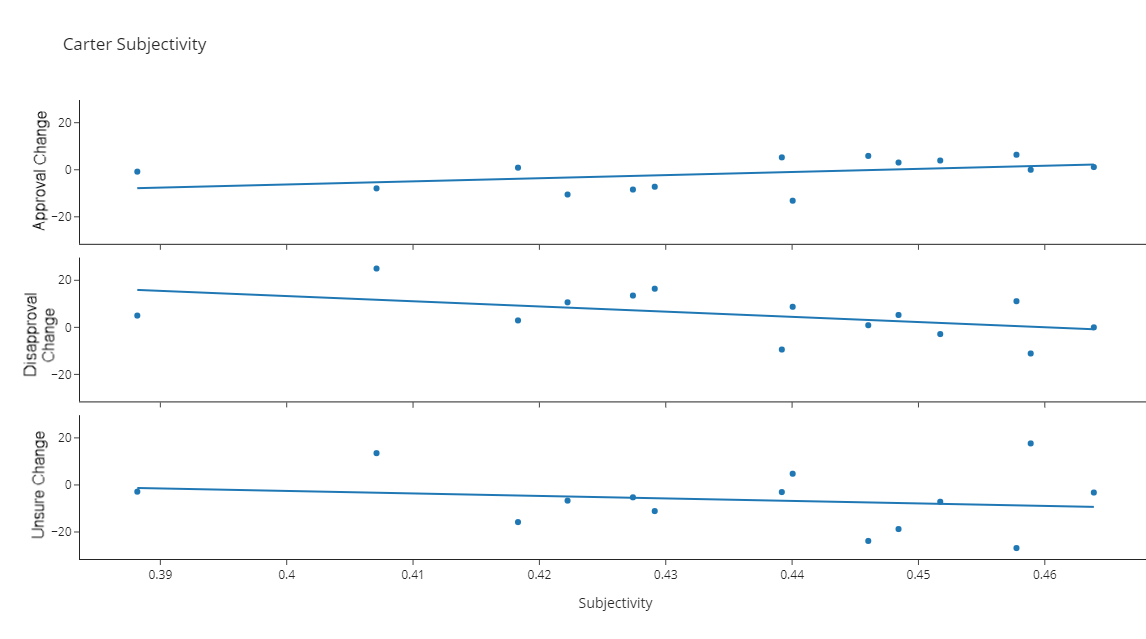 Carter Subjectivity
Approval Change
20
0
−20
Disapproval
Change
20
0
−20
Unsure Change
20
0
−20
0.39 0.4 0.41 0.42 0.43 0.44 0.45 0.46
Subjectivity